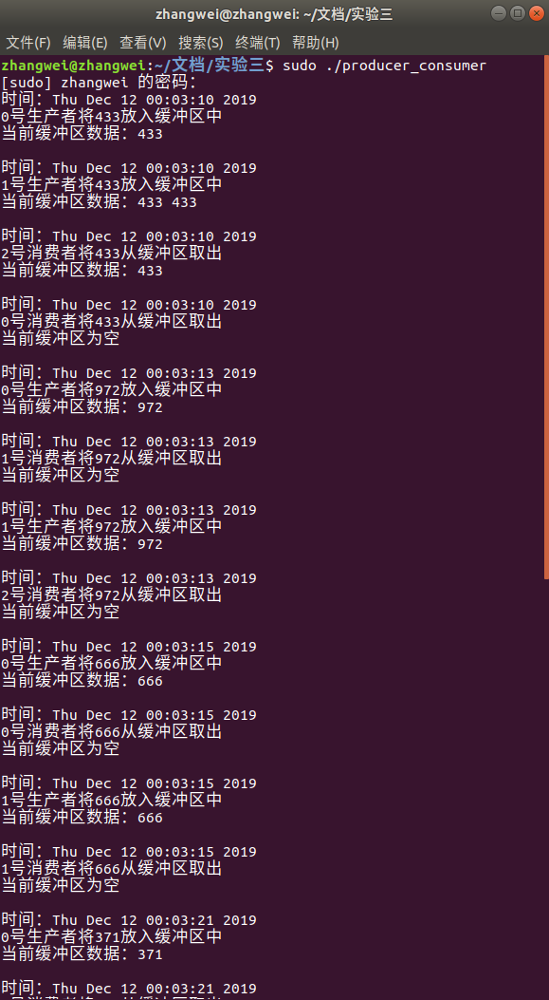 zhangwei@zhangwei: ~/文档/实验三
文件(F) 编辑(E) 查看(V) 搜索(S) 终端(T) 帮助(H)
zhangwei@zhangwei:~/文档/实验三$ sudo ./producer_consumer
[sudo] zhangwei 的密码：
时间：Thu Dec 12 00:03:10 2019
0号生产者将433放入缓冲区中
当前缓冲区数据：433
时间：Thu Dec 12 00:03:10 2019
1号生产者将433放入缓冲区中
当前缓冲区数据：433 433
时间：Thu Dec 12 00:03:10 2019
2号消费者将433从缓冲区取出
当前缓冲区数据：433
时间：Thu Dec 12 00:03:10 2019
0号消费者将433从缓冲区取出
当前缓冲区为空
时间：Thu Dec 12 00:03:13 2019
0号生产者将972放入缓冲区中
当前缓冲区数据：972
时间：Thu Dec 12 00:03:13 2019
1号消费者将972从缓冲区取出
当前缓冲区为空
时间：Thu Dec 12 00:03:13 2019
1号生产者将972放入缓冲区中
当前缓冲区数据：972
时间：Thu Dec 12 00:03:13 2019
2号消费者将972从缓冲区取出
当前缓冲区为空
时间：Thu Dec 12 00:03:15 2019
0号生产者将666放入缓冲区中
当前缓冲区数据：666
时间：Thu Dec 12 00:03:15 2019
0号消费者将666从缓冲区取出
当前缓冲区为空
时间：Thu Dec 12 00:03:15 2019
1号生产者将666放入缓冲区中
当前缓冲区数据：666
时间：Thu Dec 12 00:03:15 2019
1号消费者将666从缓冲区取出
当前缓冲区为空
时间：Thu Dec 12 00:03:21 2019
0号生产者将371放入缓冲区中
当前缓冲区数据：371
时间：Thu Dec 12 00:03:21 2019